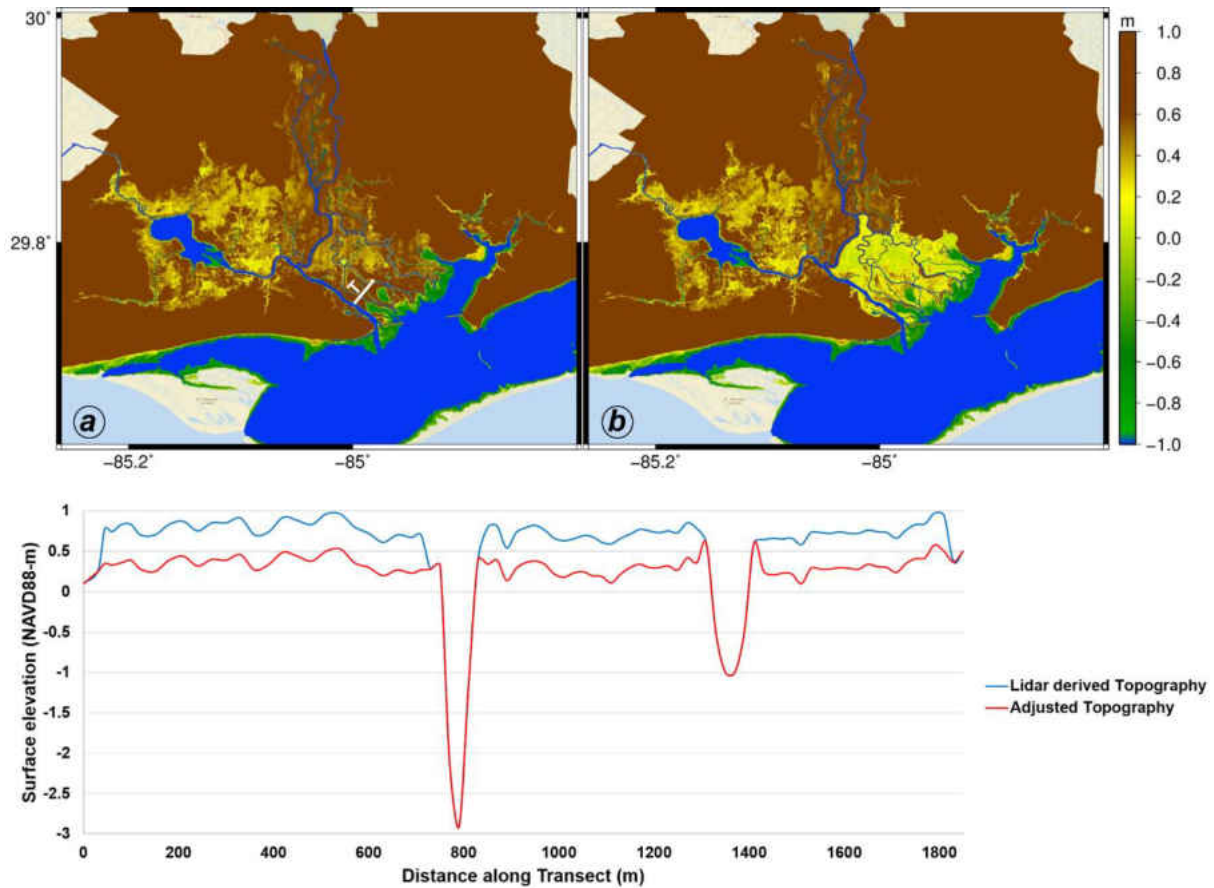 30°
29.8
−85.2°
−85°
a
T
−85.2°
−85°
b
m
1.0
0.8
0.6
0.4
0.2
0.0
−0.2
−0.4
−0.6
−0.8
−1.0
Surface elevation (NAVD88-m)
1
0.5
0
-0.5
-1
-1.5
-2
-2.5
-3
0 200 400 600 800 1000 1200 1400 1600 1800
Distance along Transect (m)
Lidar derived Topography
Adjusted Topography